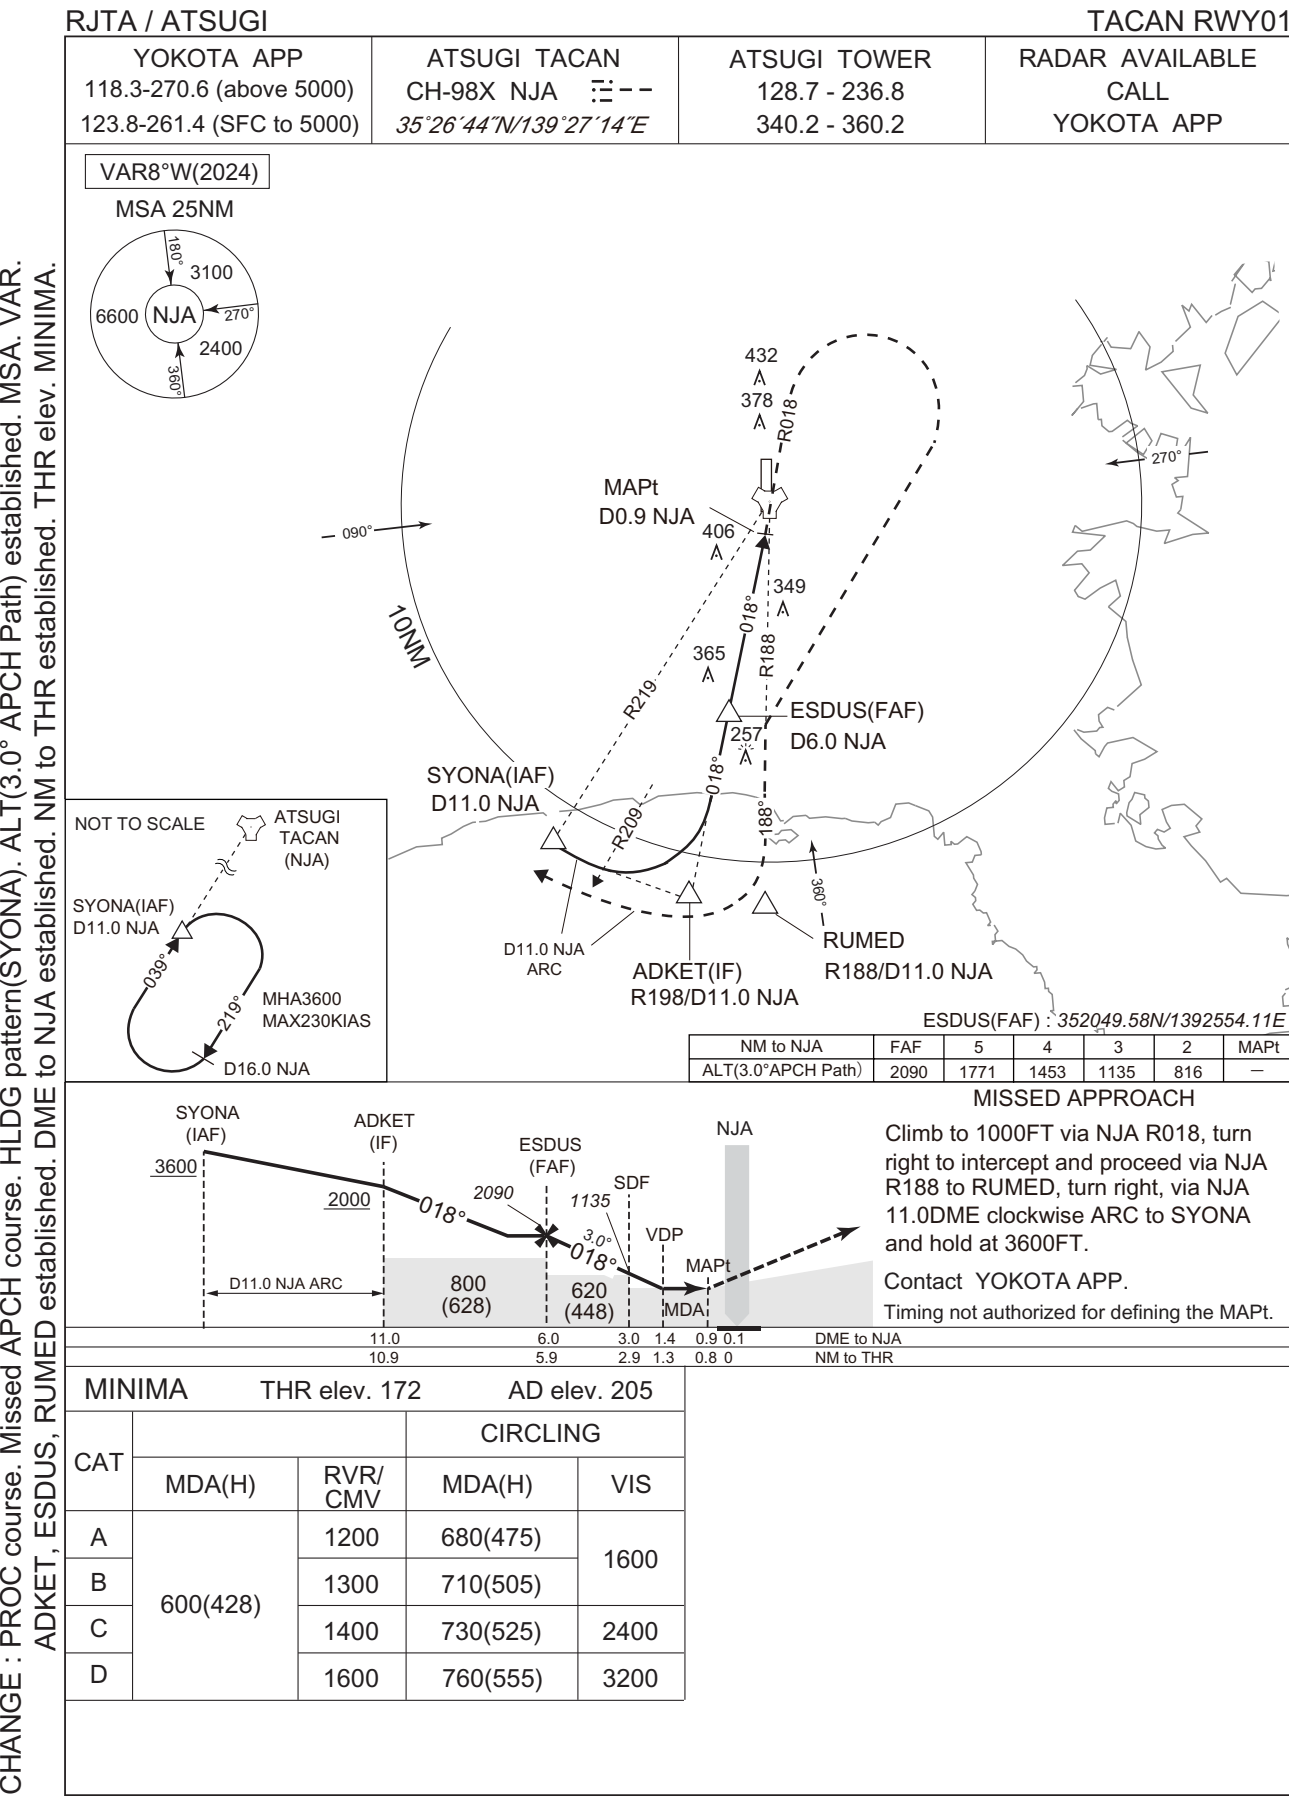 RJTA / ATSUGI
TACAN RWY01
YOKOTA APP
118.3-270.6 (above 5000)
123.8-261.4 (SFC to 5000)
ATSUGI TACAN
CH-98X NJA
35°26´44˝N/139°27´14˝E
ATSUGI TOWER
128.7 - 236.8
340.2 - 360.2
RADAR AVAILABLE
CALL
YOKOTA APP
VAR8°W(2024)
MSA 25NM
180°
3100
6600
NJA
270°
2400
360°
432
378
R018
270°
MAPt
D0.9 NJA
090°
406
349
10NM
018°
365
R188
R219
ESDUS(FAF)
D6.0 NJA
257
SYONA(IAF)
D11.0 NJA
018°
R209
188°
360°
D11.0 NJA
ARC
RUMED
R188/D11.0 NJA
ADKET(IF)
R198/D11.0 NJA
NOT TO SCALE
ATSUGI
TACAN
(NJA)
SYONA(IAF)
D11.0 NJA
039°
219°
MHA3600
MAX230KIAS
D16.0 NJA
ESDUS(FAF) : 352049.58N/1392554.11E
NM to NJA FAF 5 4 3 2 MAPt
ALT(3.0°APCH Path) 2090 1771 1453 1135 816 —
SYONA
(IAF)
3600
ADKET
(IF)
2000
018°
2090
ESDUS
(FAF)
1135
SDF
3.0°
018°
VDP
MAPt
NJA
D11.0 NJA ARC
800
(628)
620
(448)
MDA
11.0 6.0 3.0 1.4 0.9 0.1 DME to NJA
10.9 5.9 2.9 1.3 0.8 0 NM to THR
MISSED APPROACH
Climb to 1000FT via NJA R018, turn
right to intercept and proceed via NJA
R188 to RUMED, turn right, via NJA
11.0DME clockwise ARC to SYONA
and hold at 3600FT.
Contact YOKOTA APP.
Timing not authorized for defining the MAPt.
MINIMA THR elev. 172 AD elev. 205
CAT
CIRCLING
MDA(H)
RVR/
CMV
MDA(H)
VIS
A 1200 680(475)
1600
B 1300 710(505)
600(428)
C 1400 730(525) 2400
D 1600 760(555) 3200
CHANGE : PROC course. Missed APCH course. HLDG pattern(SYONA). ALT(3.0° APCH Path) established. MSA. VAR.
ADKET, ESDUS, RUMED established. DME to NJA established. NM to THR established. THR elev. MINIMA.